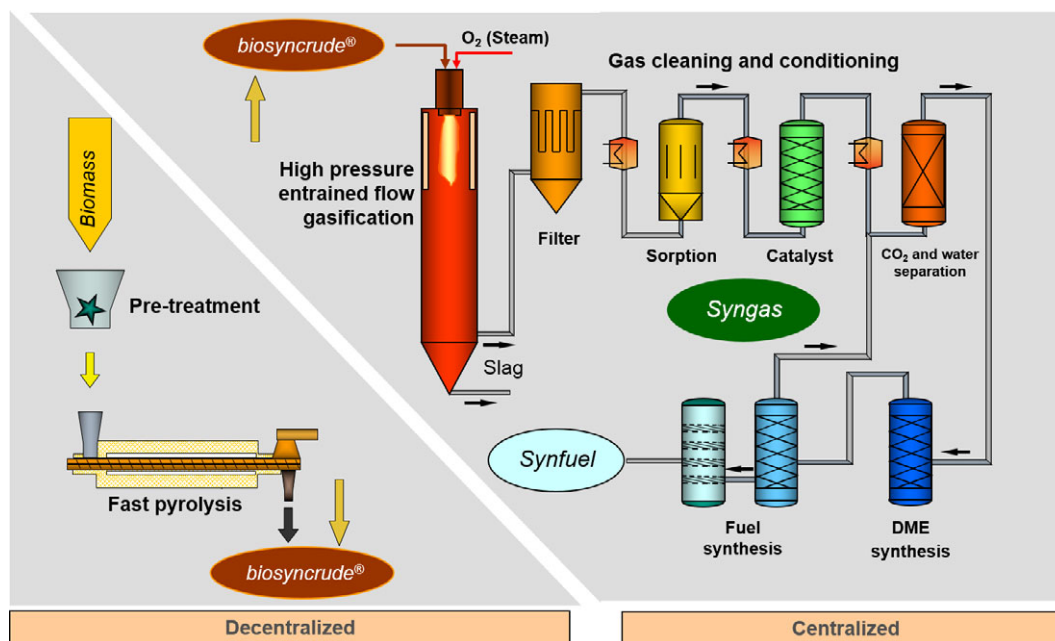 biosyncrude®
O₂ (Steam)
Gas cleaning and conditioning
Biomass
High pressure
entrained flow
gasification
Filter
Sorption
Catalyst
CO₂ and water
separation
Pre-treatment
Syngas
Slag
Synfuel
Fast pyrolysis
Fuel
synthesis
DME
synthesis
biosyncrude®
Decentralized
Centralized